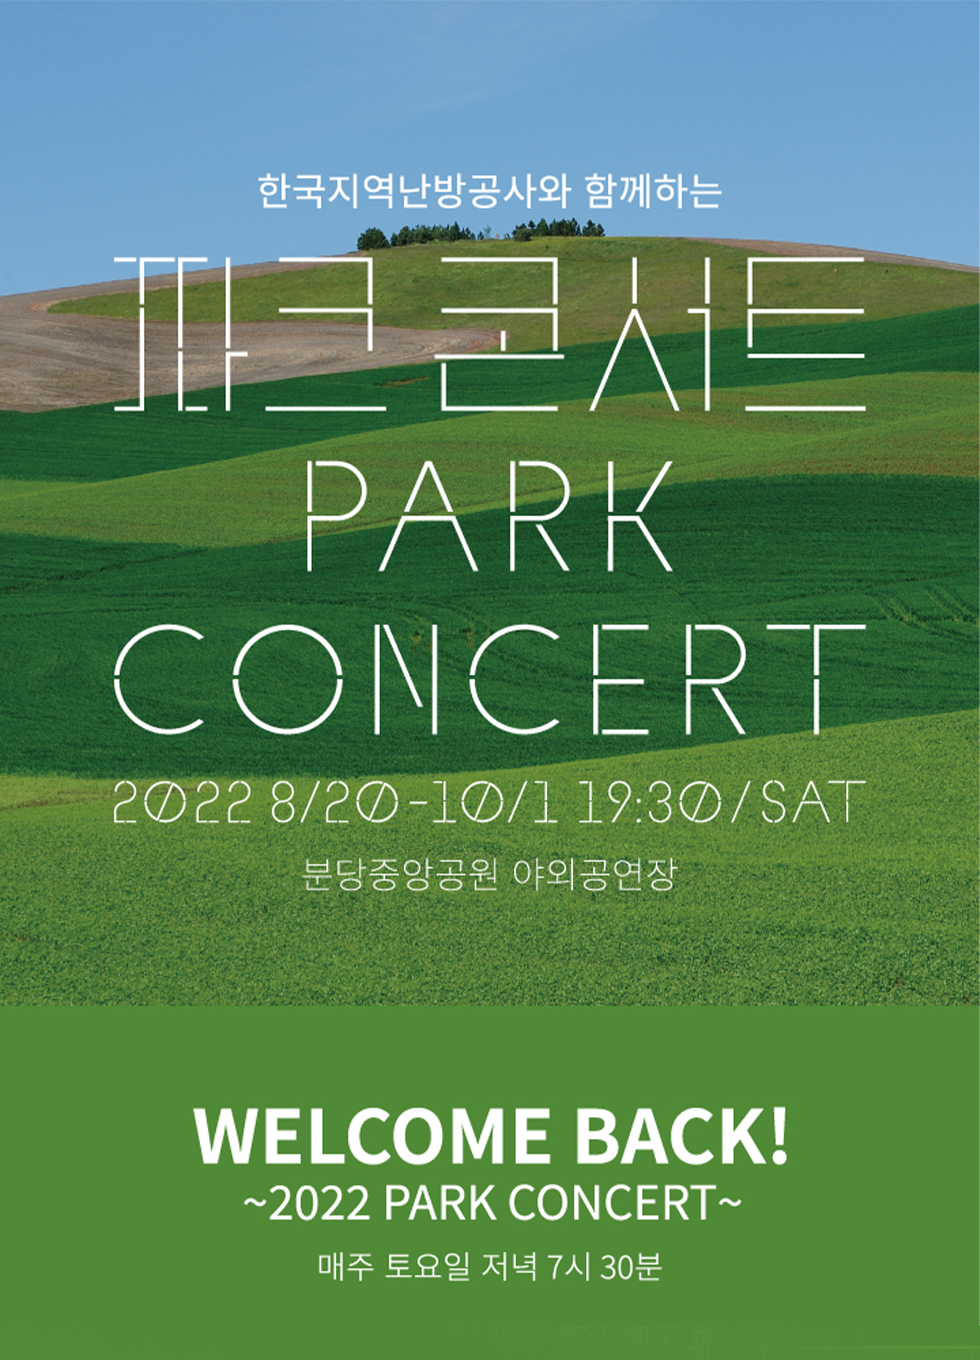 한국지역난방공사와 함께하는
파크콘서트
PARK
CONCERT
2022 8/20-10/1 19:30/SAT
분당중앙공원 야외공연장
WELCOME BACK!
~2022 PARK CONCERT~
매주 토요일 저녁 7시 30분